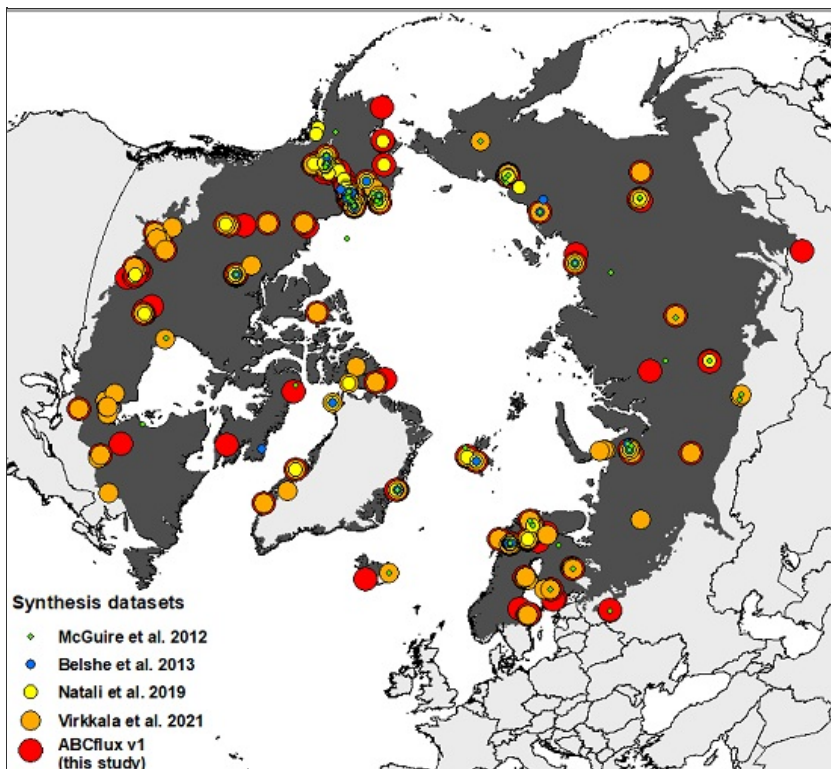 Synthesis datasets
McGuire et al. 2012
Belshe et al. 2013
Natali et al. 2019
Virkkala et al. 2021
ABCflux v1
(this study)